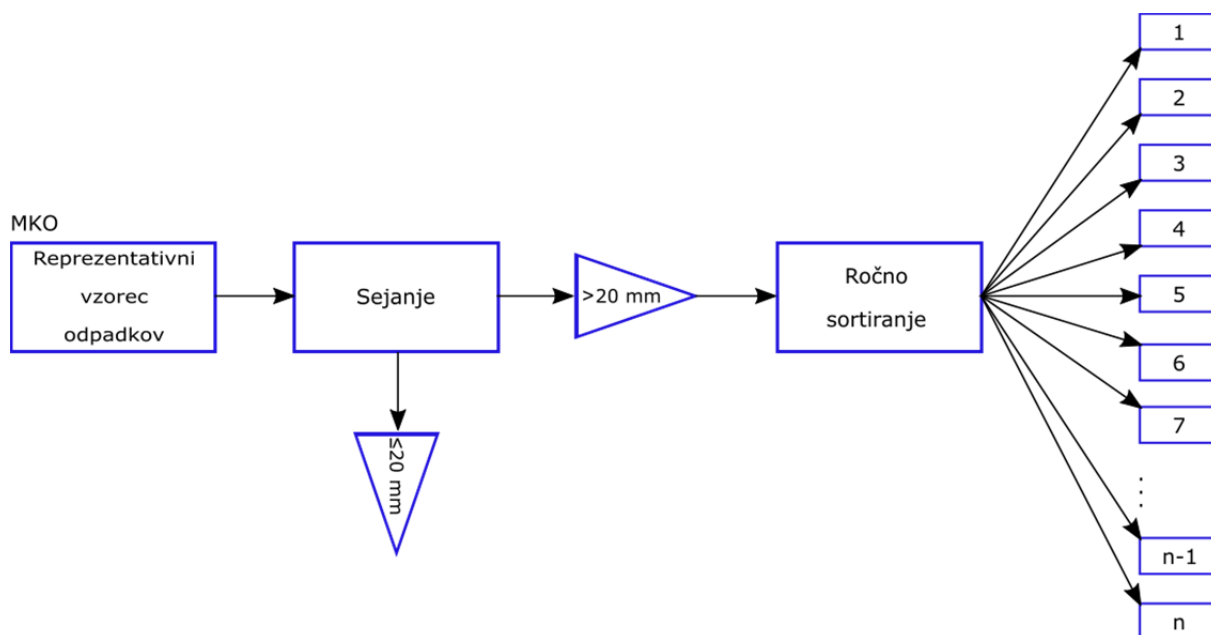 MKO
Reprezentativni
vzorec
odpadkov
Sejanje
≤20 mm
>20 mm
Ročno
sortiranje
1
2
3
4
5
6
7
⋮
n-1
n